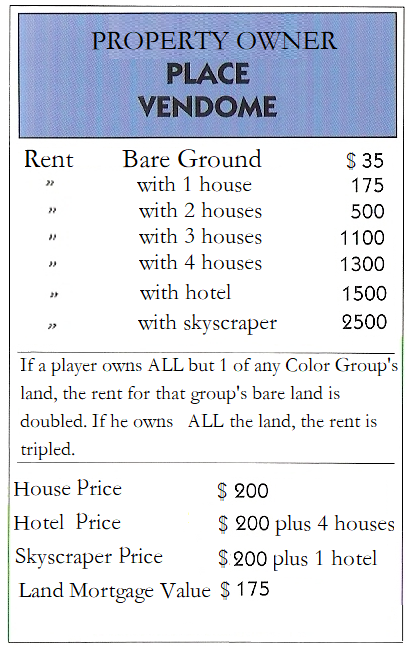 PROPERTY OWNER
PLACE
VENDOME
Rent Bare Ground $ 35
" with 1 house 175
" with 2 houses 500
" with 3 houses 1100
" with 4 houses 1300
" with hotel 1500
" with skyscraper 2500
If a player owns ALL but 1 of any Color Group's
land, the rent for that group's bare land is
doubled. If he owns ALL the land, the rent is
tripled.
House Price $ 200
Hotel Price $ 200 plus 4 houses
Skyscraper Price $ 200 plus 1 hotel
Land Mortgage Value $ 175